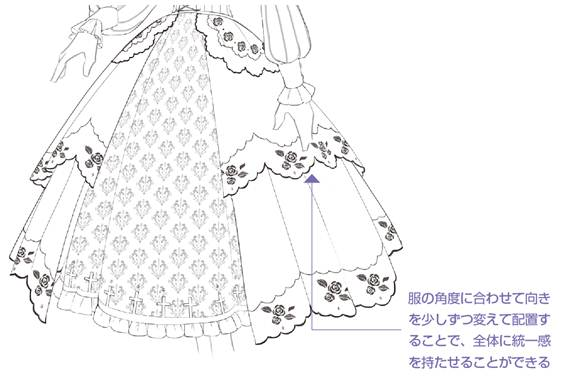 服の角度に合わせて向き
を少しずつ変えて配置す
ることで、全体に統一感
を持たせることができる